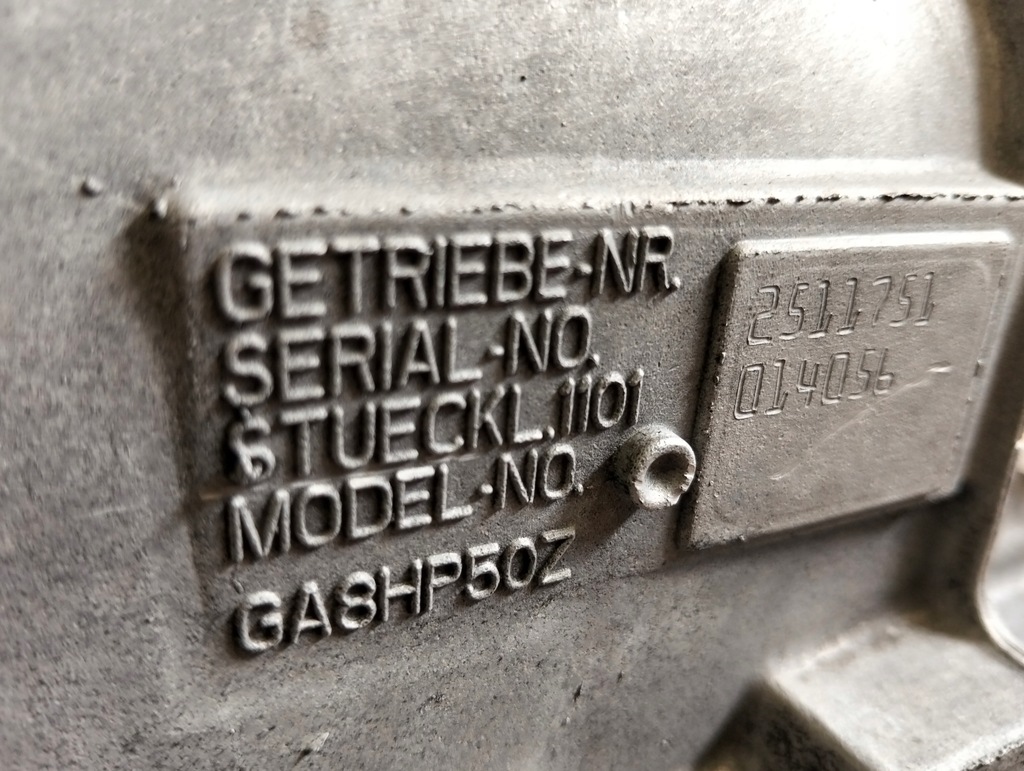 GETRIEBE-NR.
SERIAL-NO.
STUECKL.1101
MODEL-NO.
GA8HP50Z
2511751
014056 -